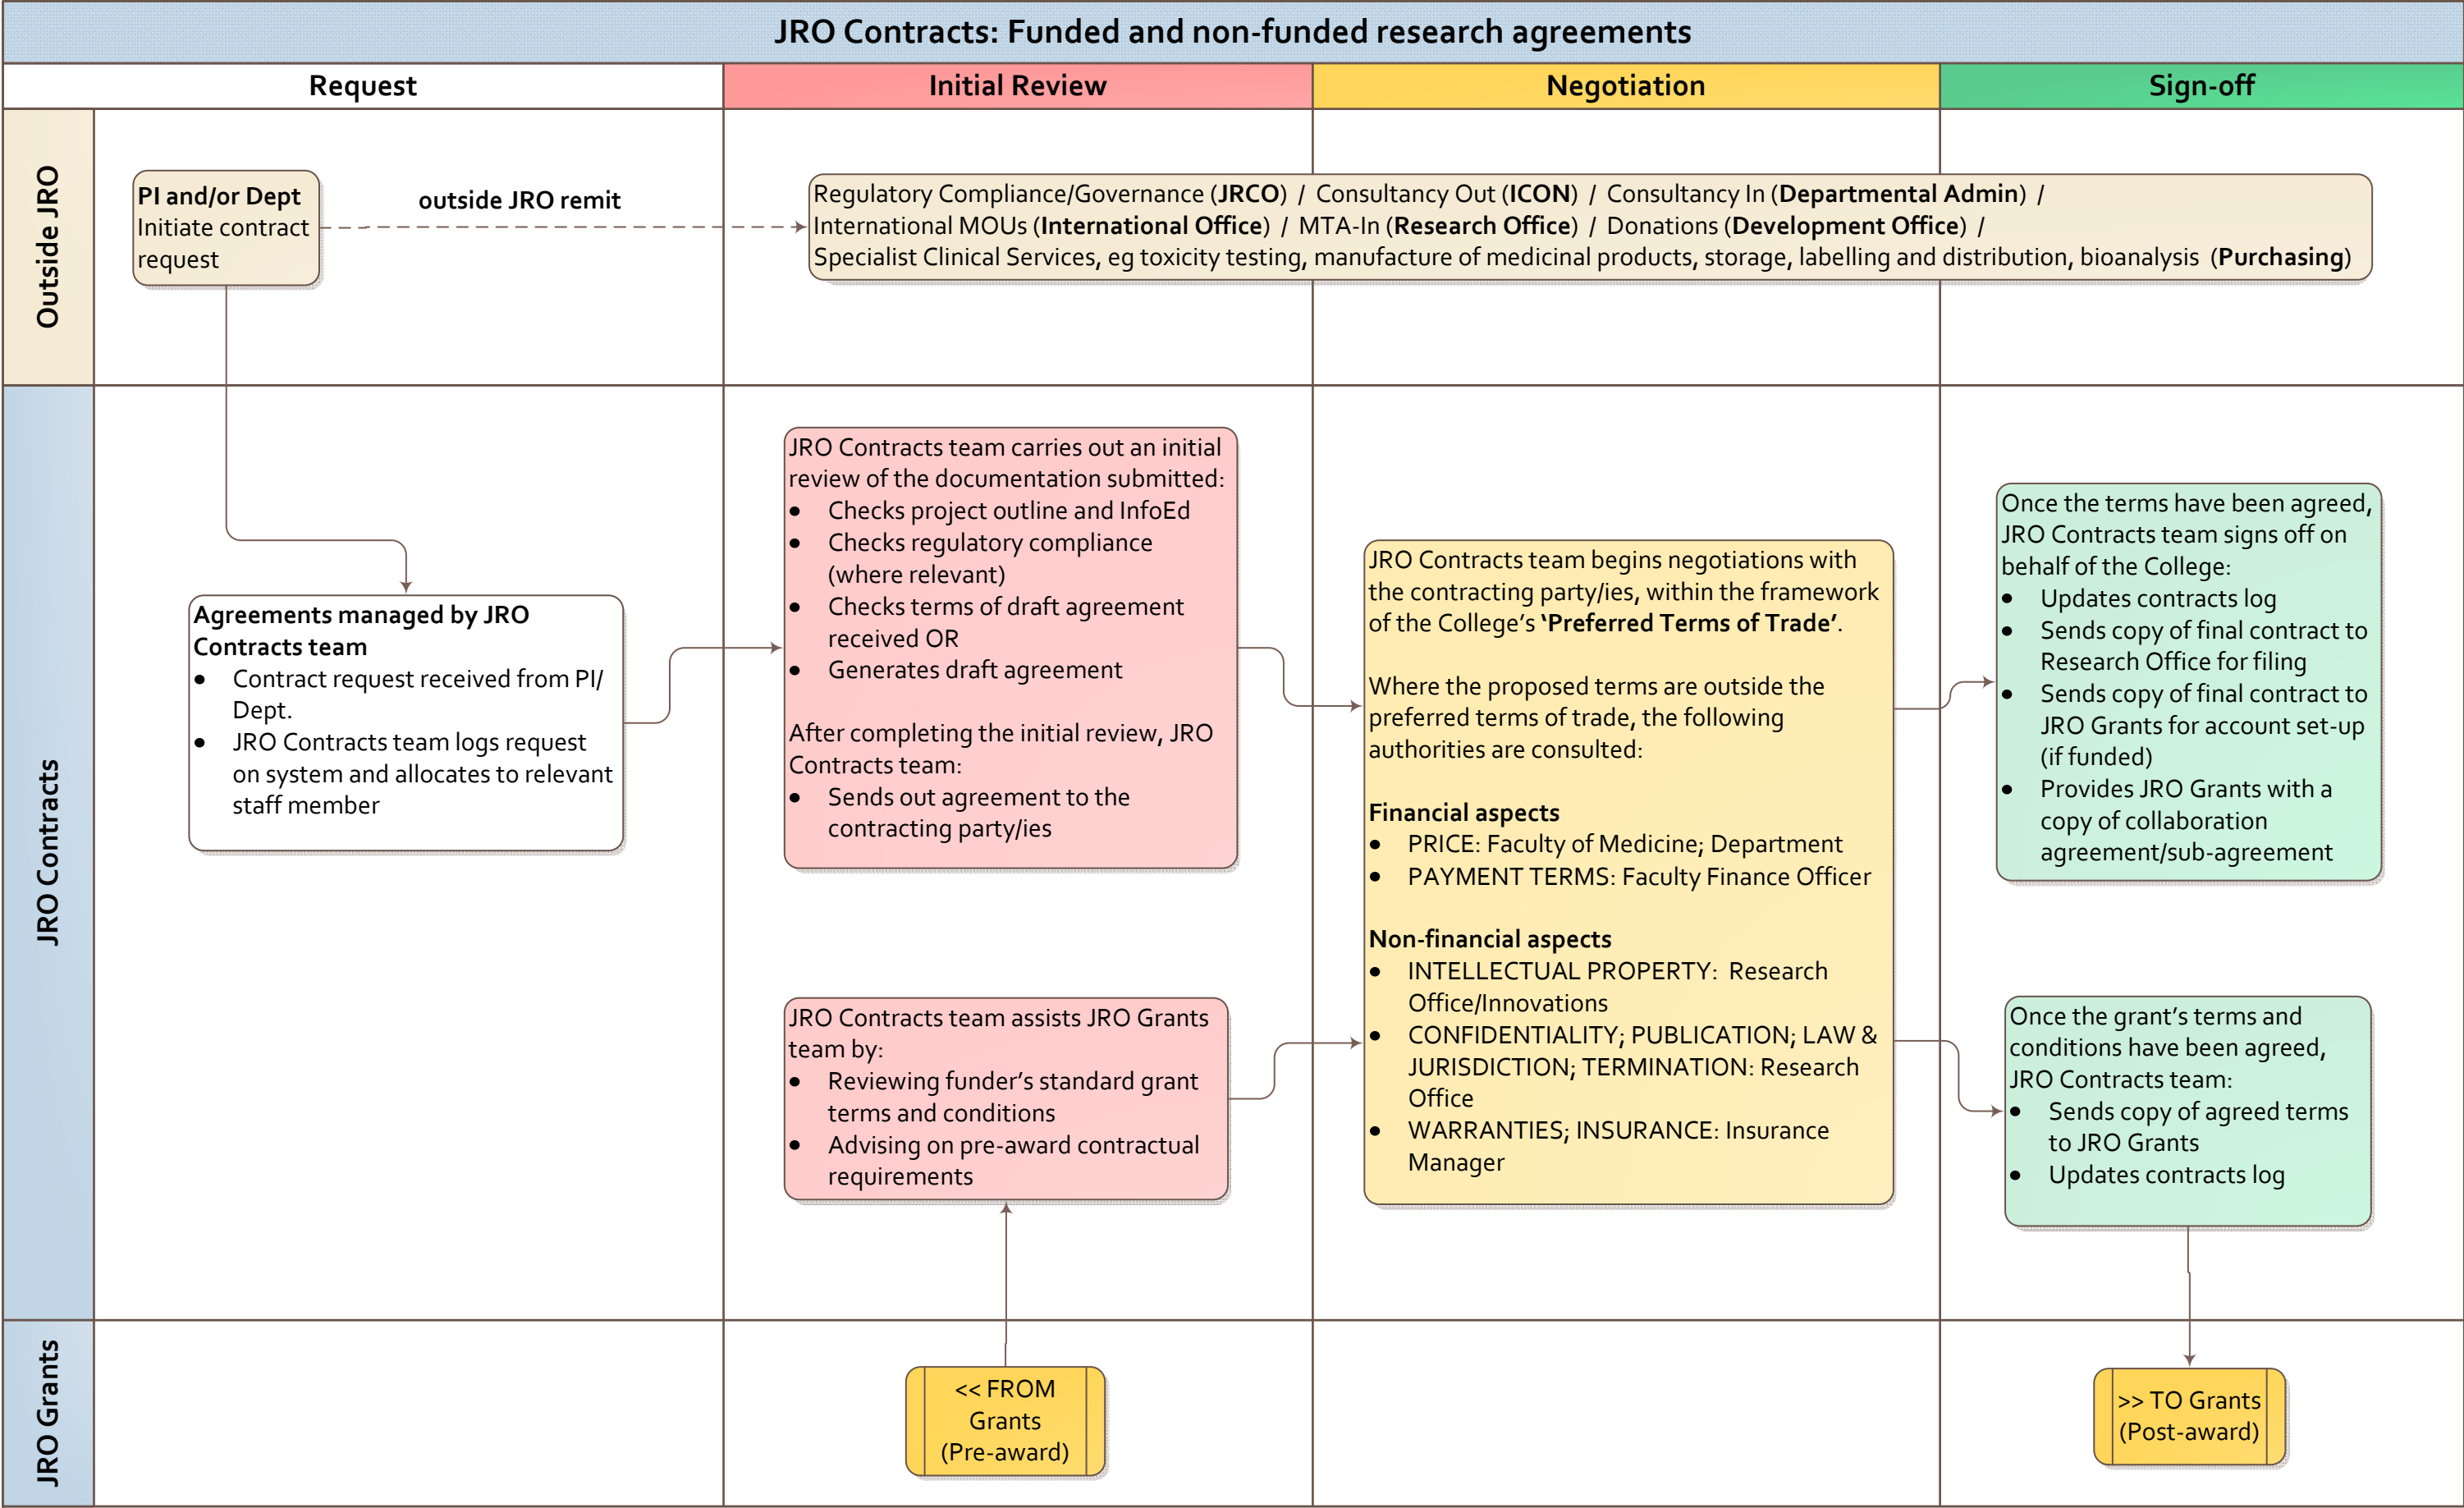 JRO Contracts: Funded and non-funded research agreements
Request
Initial Review
Negotiation
Sign-off
Outside JRO
PI and/or Dept
Initiate contract
request
outside JRO remit
Regulatory Compliance/Governance (JRCO) / Consultancy Out (ICON) / Consultancy In (Departmental Admin) /
International MOUs (International Office) / MTA-In (Research Office) / Donations (Development Office) /
Specialist Clinical Services, eg toxicity testing, manufacture of medicinal products, storage, labelling and distribution, bioanalysis (Purchasing)
JRO Contracts
Agreements managed by JRO
Contracts team
• Contract request received from PI/
Dept.
• JRO Contracts team logs request
on system and allocates to relevant
staff member
JRO Contracts team carries out an initial
review of the documentation submitted:
• Checks project outline and InfoEd
• Checks regulatory compliance
(where relevant)
• Checks terms of draft agreement
received OR
• Generates draft agreement
After completing the initial review, JRO
Contracts team:
• Sends out agreement to the
contracting party/ies
JRO Contracts team assists JRO Grants
team by:
• Reviewing funder's standard grant
terms and conditions
• Advising on pre-award contractual
requirements
JRO Contracts team begins negotiations with
the contracting party/ies, within the framework
of the College's ‘Preferred Terms of Trade’.
Where the proposed terms are outside the
preferred terms of trade, the following
authorities are consulted:
Financial aspects
• PRICE: Faculty of Medicine; Department
• PAYMENT TERMS: Faculty Finance Officer
Non-financial aspects
• INTELLECTUAL PROPERTY: Research
Office/Innovations
• CONFIDENTIALITY; PUBLICATION; LAW &
JURISDICTION; TERMINATION: Research
Office
• WARRANTIES; INSURANCE: Insurance
Manager
Once the terms have been agreed,
JRO Contracts team signs off on
behalf of the College:
• Updates contracts log
• Sends copy of final contract to
Research Office for filing
• Sends copy of final contract to
JRO Grants for account set-up
(if funded)
• Provides JRO Grants with a
copy of collaboration
agreement/sub-agreement
Once the grant's terms and
conditions have been agreed,
JRO Contracts team:
• Sends copy of agreed terms
to JRO Grants
• Updates contracts log
JRO Grants
<< FROM
Grants
(Pre-award)
>> TO Grants
(Post-award)